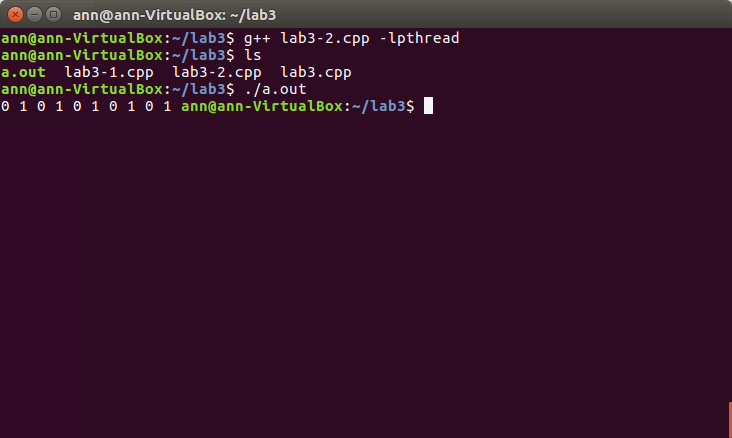 ann@ann-VirtualBox: ~/lab3
ann@ann-VirtualBox:~/lab3$ g++ lab3-2.cpp -lpthread
ann@ann-VirtualBox:~/lab3$ ls
a.out  lab3-1.cpp  lab3-2.cpp  lab3.cpp
ann@ann-VirtualBox:~/lab3$ ./a.out
0 1 0 1 0 1 0 1 0 1 ann@ann-VirtualBox:~/lab3$